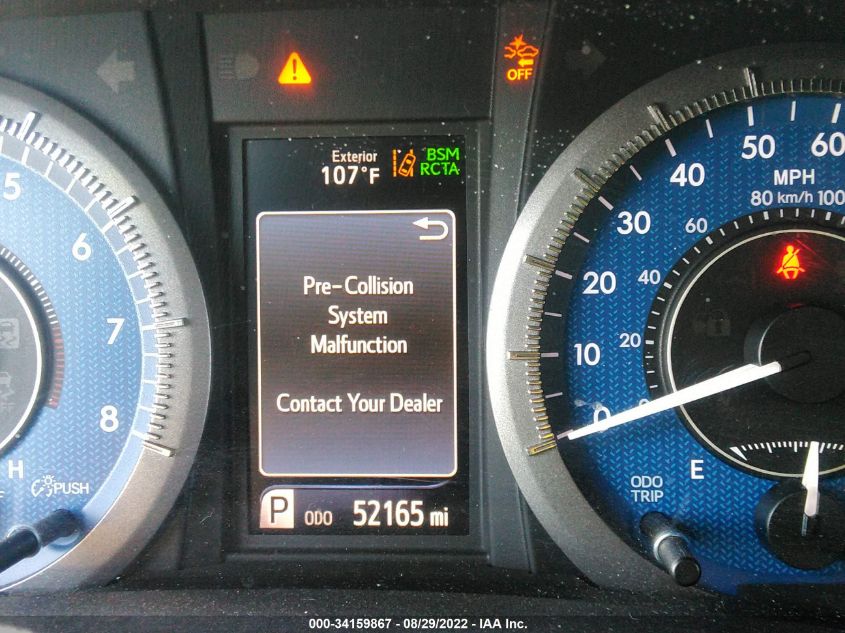 OFF
Exterior
107°F
BSM
RCTA
Pre-Collision
System
Malfunction
Contact Your Dealer
P ODO 52165 mi
5
6
7
8
H
PUSH
0
10
20
30
40
50
60
MPH
80 km/h 100
60
40
20
E
ODO
TRIP
000-34159867 - 08/29/2022 - IAA Inc.